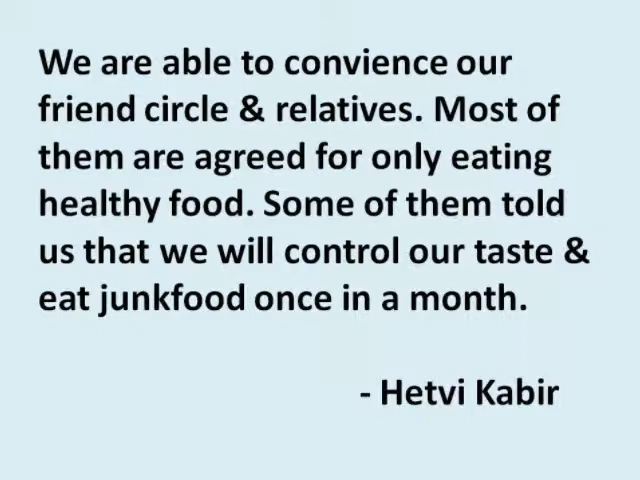 We are able to convience our
friend circle & relatives. Most of
them are agreed for only eating
healthy food. Some of them told
us that we will control our taste &
eat junkfood once in a month.
- Hetvi Kabir